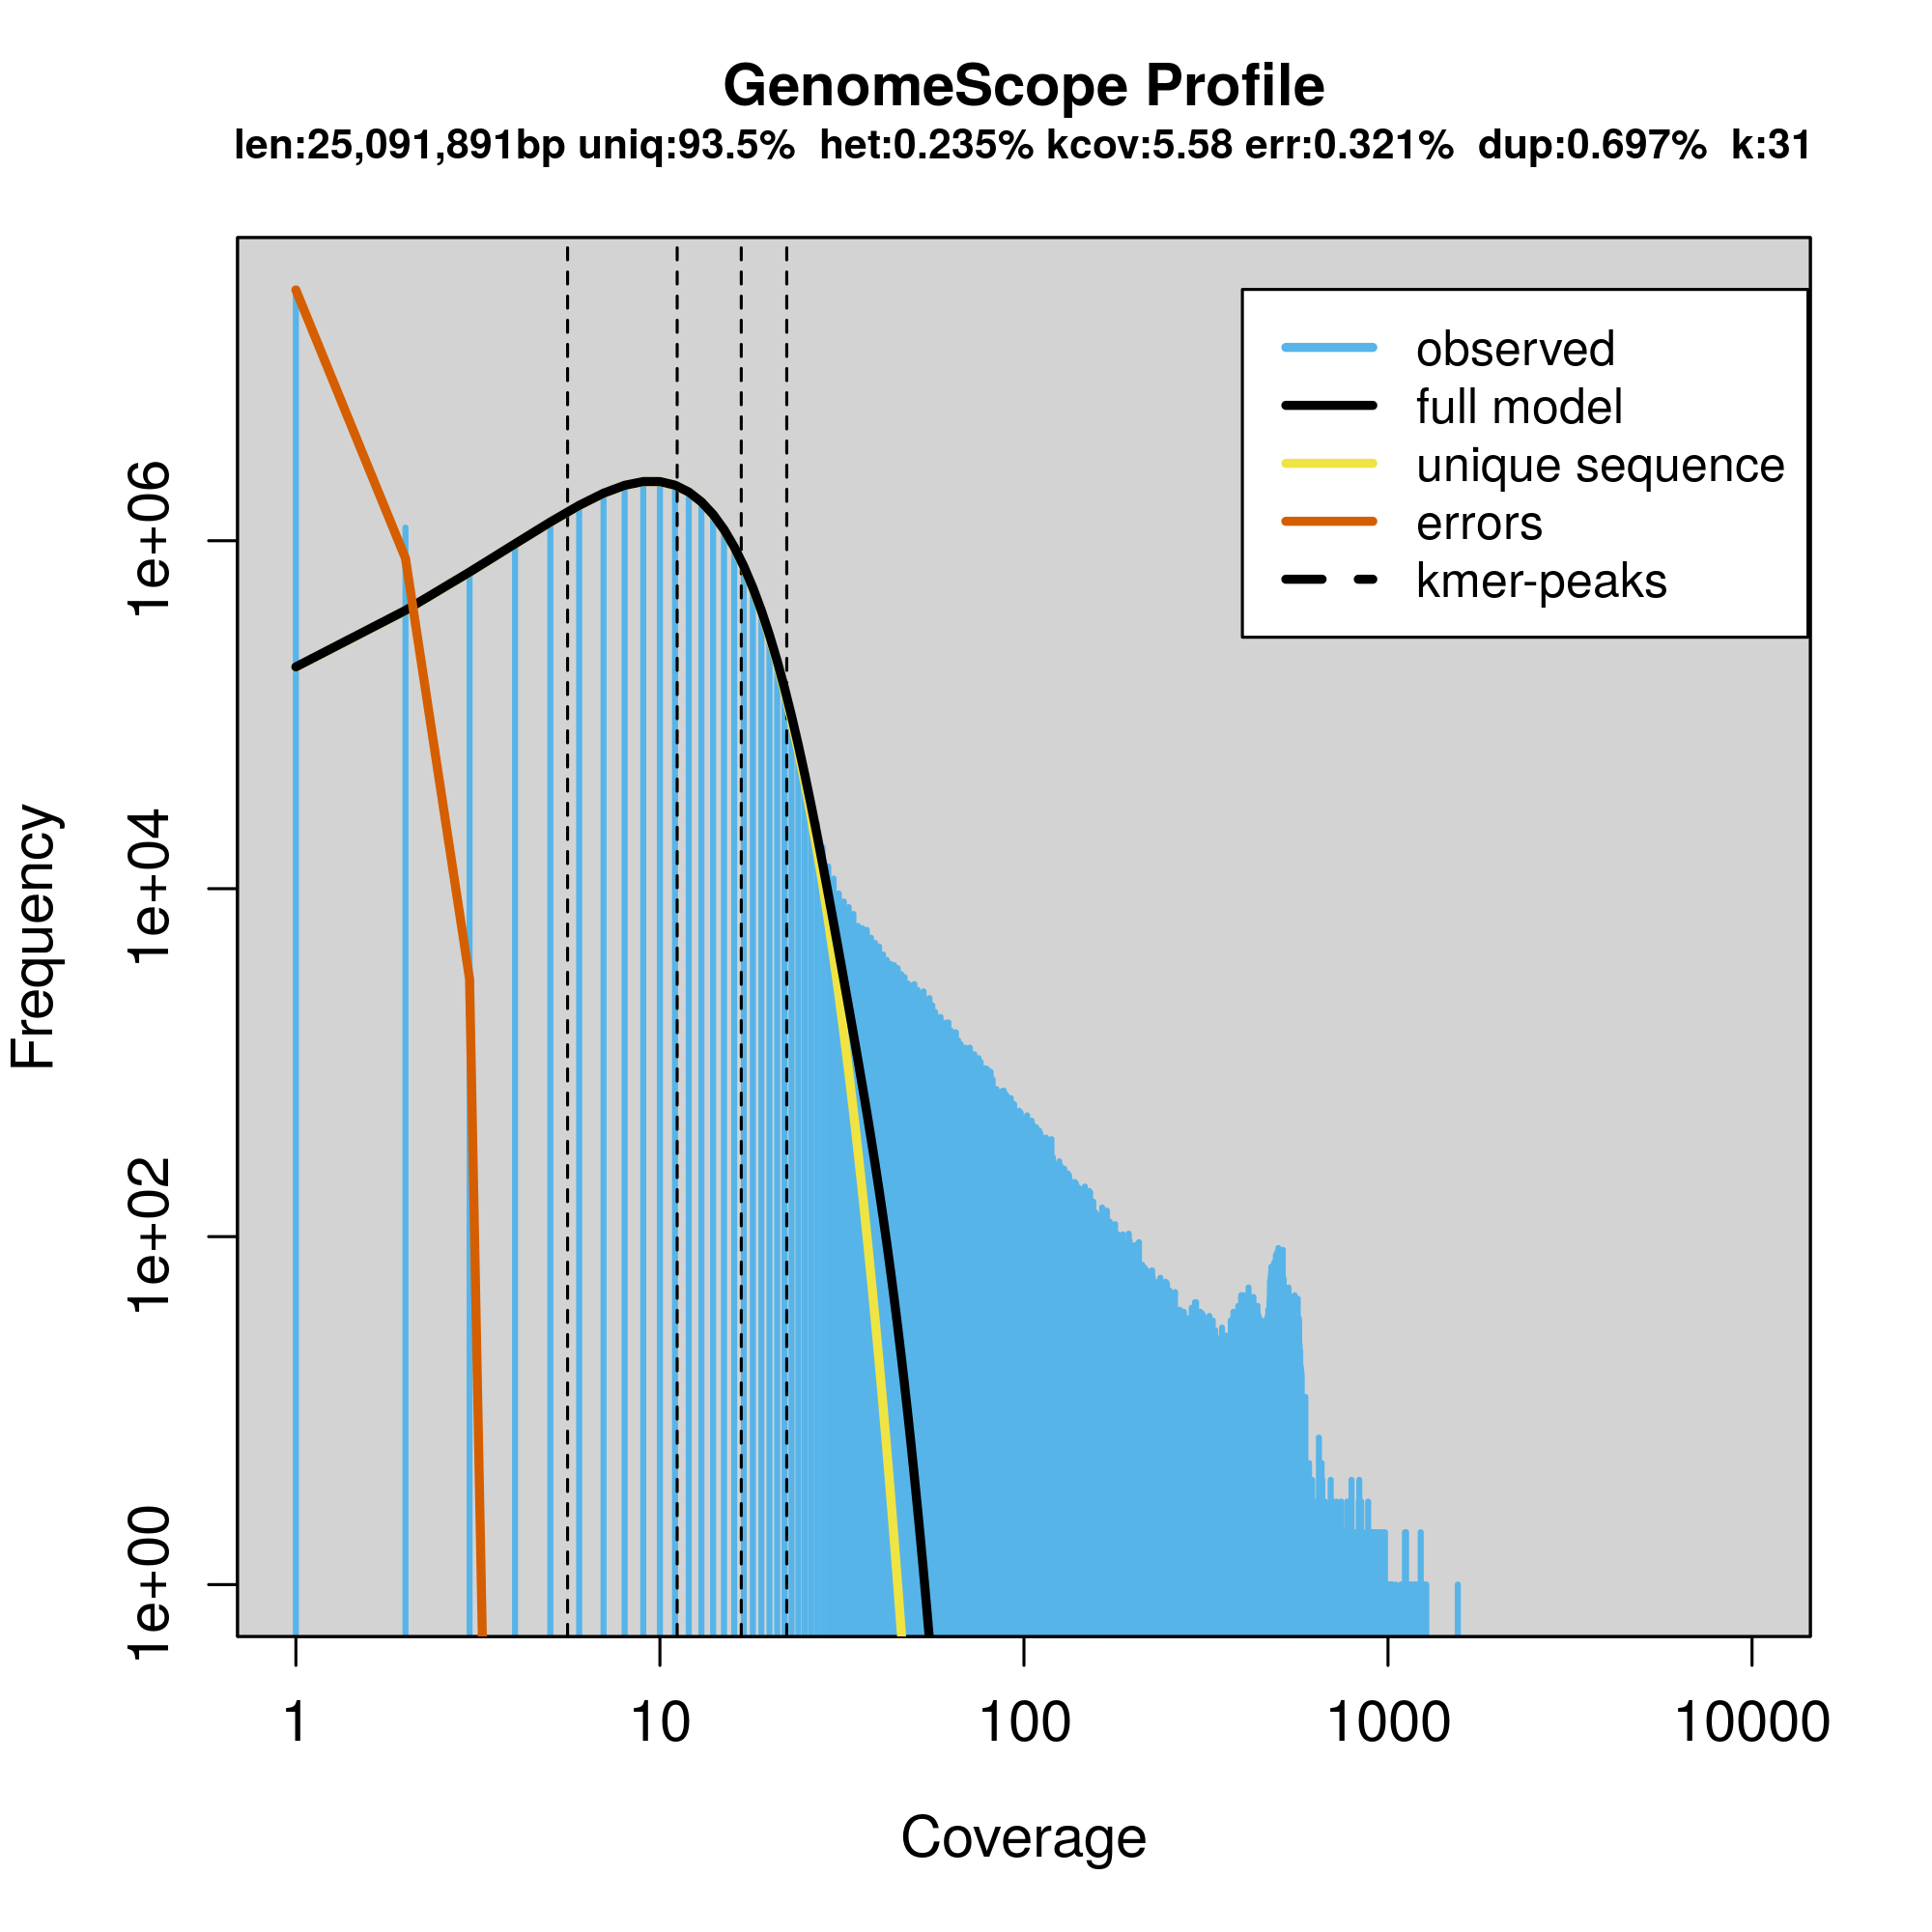 GenomeScope Profile
len:25,091,891bp uniq:93.5% het:0.235% kcov:5.58 err:0.321% dup:0.697% k:31
observed
full model
unique sequence
errors
kmer-peaks
Frequency
1e+06
1e+04
1e+02
1e+00
1 10 100 1000 10000
Coverage